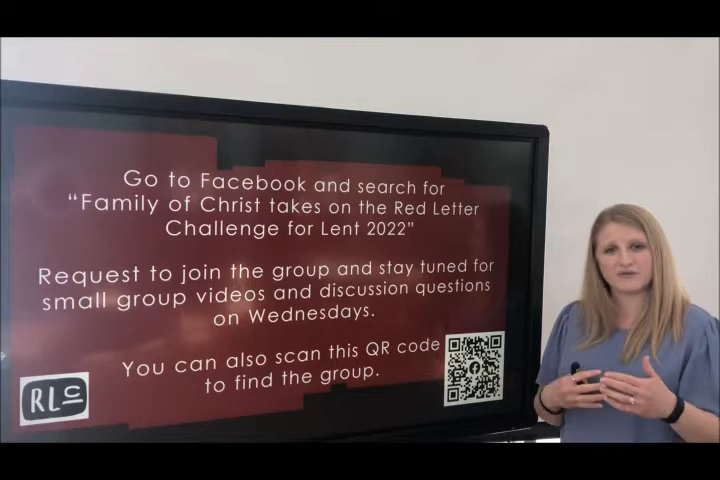 Go to Facebook and search for
"Family of Christ takes on the Red Letter
Challenge for Lent 2022"
Request to join the group and stay tuned for
small group videos and discussion questions
on Wednesdays.
You can also scan this QR code
to find the group.
RLC